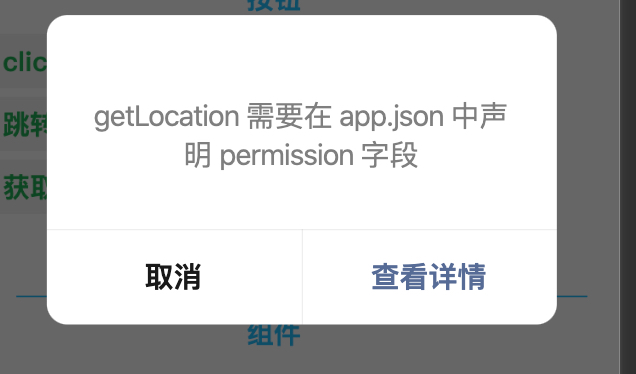 按钮
clic
跳转
获取
getLocation 需要在 app.json 中声
明 permission 字段
取消
查看详情
组件